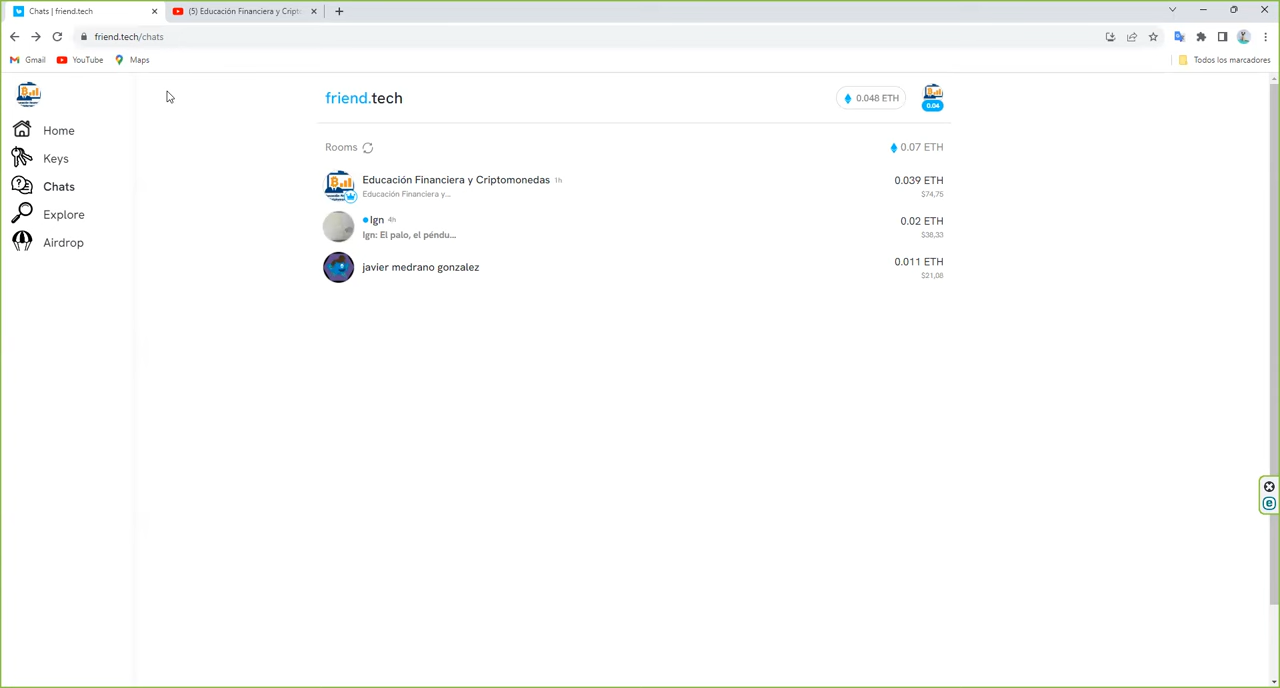 Chats | friend.tech
(5) Educación Financiera y Cripto
friend.tech/chats
Gmail
YouTube
Maps
Todos los marcadores
Home
Keys
Chats
Explore
Airdrop
friend.tech
0.048 ETH
0.04
Rooms
0.07 ETH
Educación Financiera y Criptomonedas 1h
Educación Financiera y...
0.039 ETH
$74,75
Ign 4h
Ign: El palo, el péndu...
0.02 ETH
$38,33
javier medrano gonzalez
0.011 ETH
$21,08